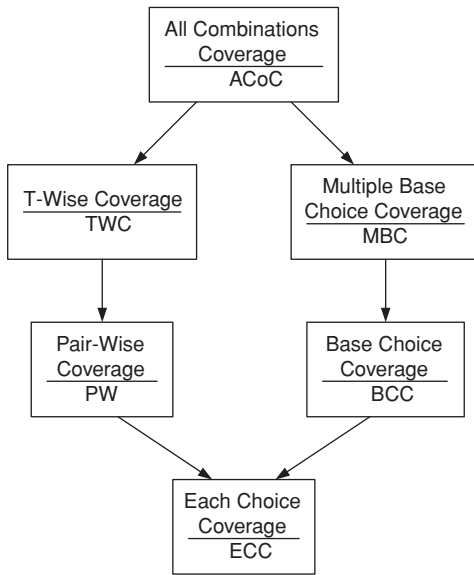 All Combinations
Coverage
ACoC
T-Wise Coverage
TWC
Multiple Base
Choice Coverage
MBC
Pair-Wise
Coverage
PW
Base Choice
Coverage
BCC
Each Choice
Coverage
ECC